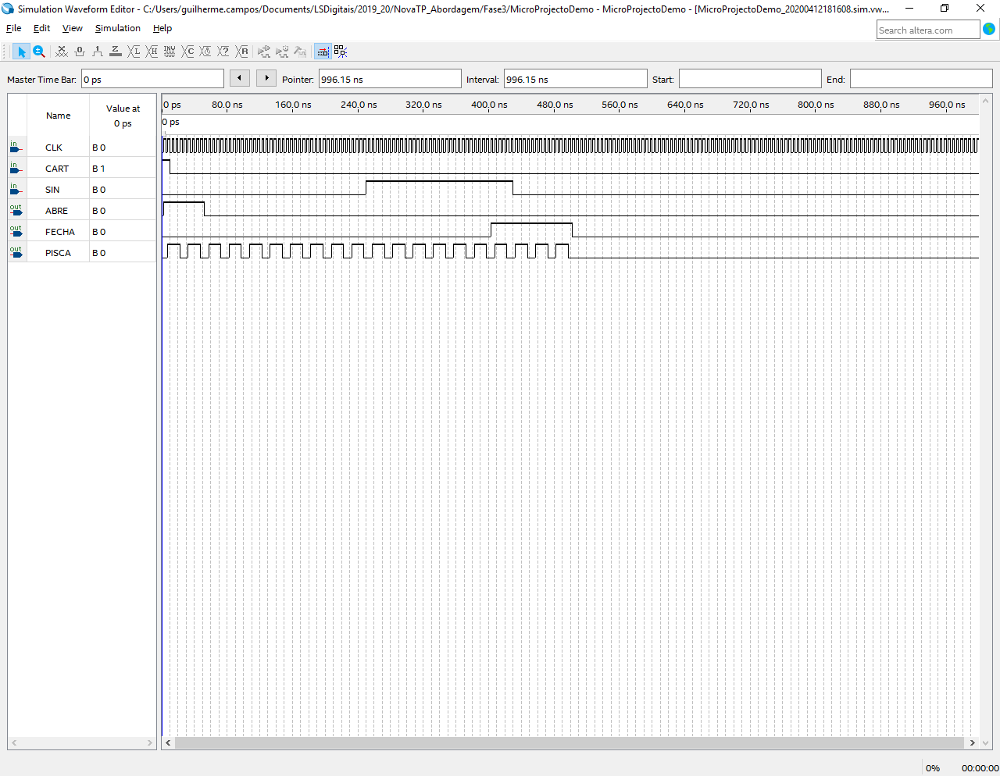 Simulation Waveform Editor - C:/Users/guilherme.campos/Documents/LSDigitais/2019_20/NovaTP_Abordagem/Fase3/MicroProjectoDemo - MicroProjectoDemo - [MicroProjectoDemo_20200412181608.sim.vw...
File Edit View Simulation Help
Search altera.com
Master Time Bar: 0 ps Pointer: 996.15 ns Interval: 996.15 ns Start: End:
Name Value at 0 ps
0 ps 80.0 ns 160.0 ns 240.0 ns 320.0 ns 400.0 ns 480.0 ns 560.0 ns 640.0 ns 720.0 ns 800.0 ns 880.0 ns 960.0 ns
0 ps
in CLK B 0
in CART B 1
in SIN B 0
out ABRE B 0
out FECHA B 0
out PISCA B 0
0% 00:00:00